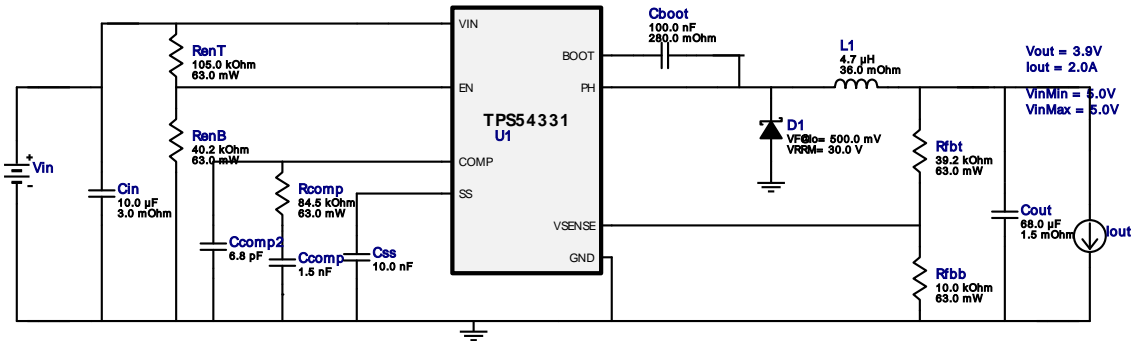 VIN
BOOT
EN
PH
TPS54331
U1
COMP
SS
VSENSE
GND
Vin
Cin
10.0 µF
3.0 mOhm
RenT
105.0 kOhm
63.0 mW
RenB
40.2 kOhm
63.0 mW
Ccomp2
6.8 pF
Rcomp
84.5 kOhm
63.0 mW
Ccomp
1.5 nF
Css
10.0 nF
Cboot
100.0 nF
280.0 mOhm
D1
VF@Io= 500.0 mV
VRRM= 30.0 V
L1
4.7 µH
36.0 mOhm
Rfbt
39.2 kOhm
63.0 mW
Rfbb
10.0 kOhm
63.0 mW
Cout
68.0 µF
1.5 mOhm
Iout
Vout = 3.9V
Iout = 2.0A
VinMin = 5.0V
VinMax = 5.0V